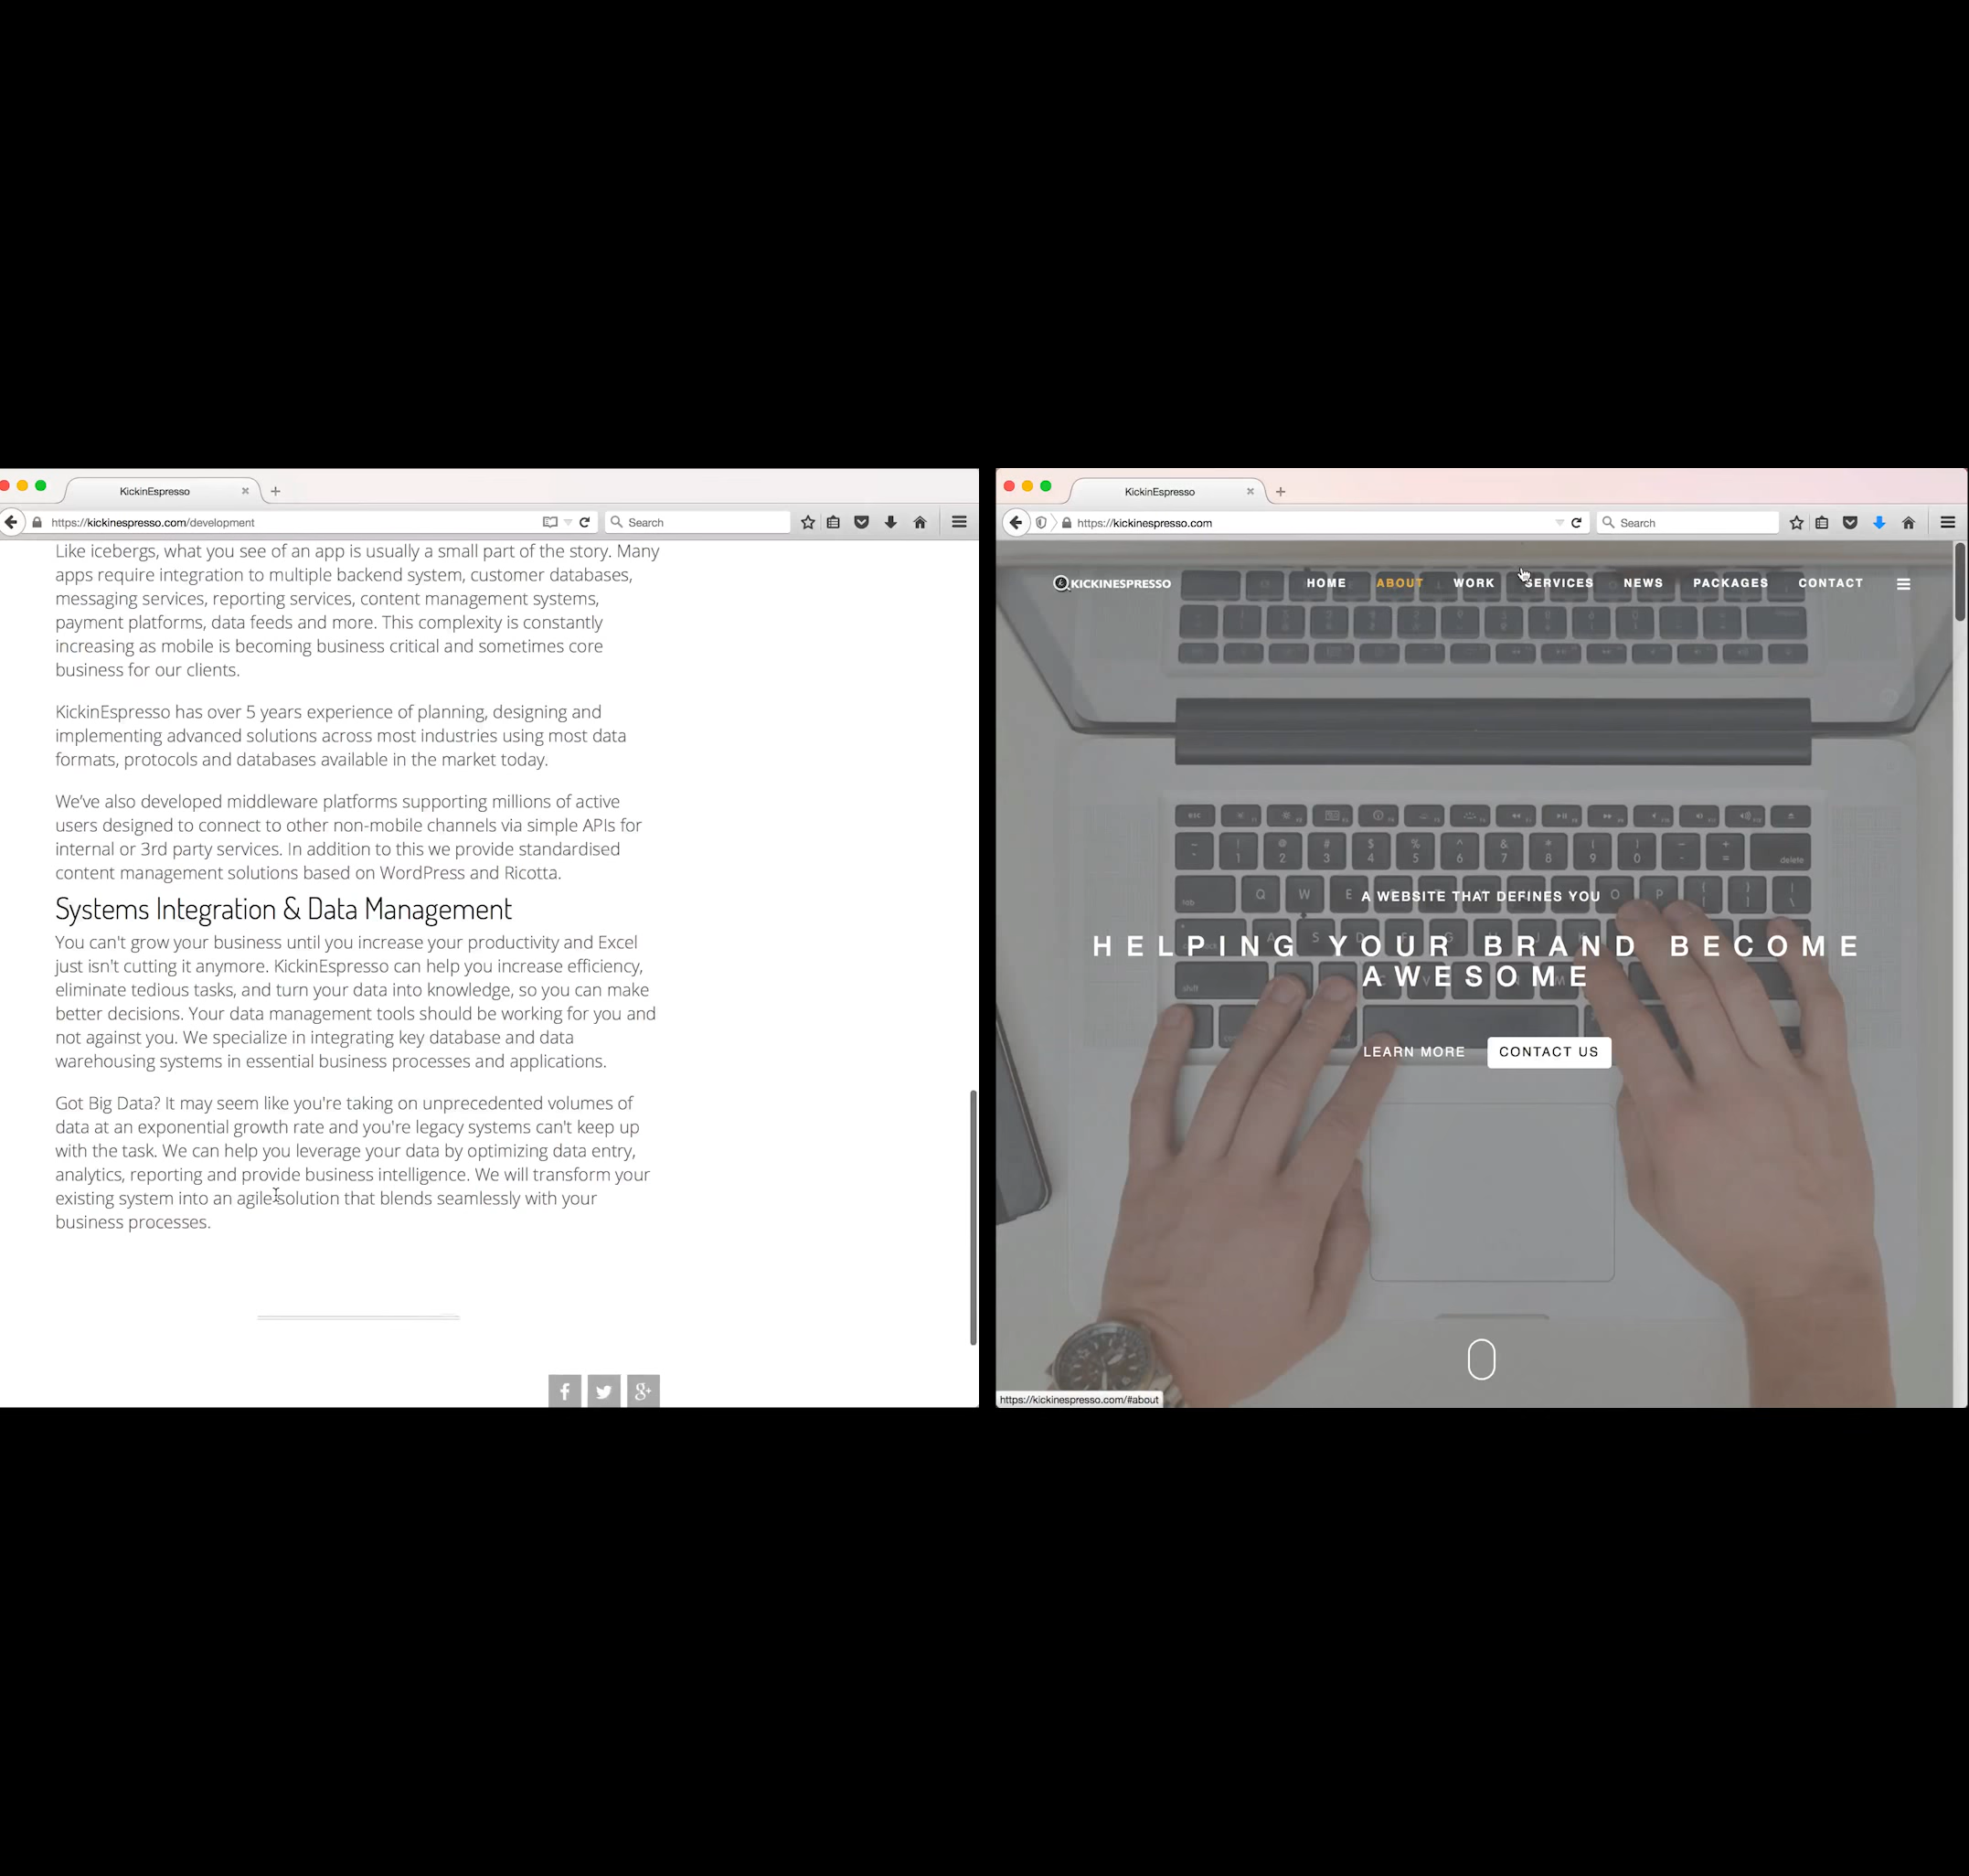 KickinEspresso
https://kickinespresso.com/development
Search
Like icebergs, what you see of an app is usually a small part of the story. Many
apps require integration to multiple backend system, customer databases,
messaging services, reporting services, content management systems,
payment platforms, data feeds and more. This complexity is constantly
increasing as mobile is becoming business critical and sometimes core
business for our clients.
KickinEspresso has over 5 years experience of planning, designing and
implementing advanced solutions across most industries using most data
formats, protocols and databases available in the market today.
We've also developed middleware platforms supporting millions of active
users designed to connect to other non-mobile channels via simple APIs for
internal or 3rd party services. In addition to this we provide standardised
content management solutions based on WordPress and Ricotta.
Systems Integration & Data Management
You can't grow your business until you increase your productivity and Excel
just isn't cutting it anymore. KickinEspresso can help you increase efficiency,
eliminate tedious tasks, and turn your data into knowledge, so you can make
better decisions. Your data management tools should be working for you and
not against you. We specialize in integrating key database and data
warehousing systems in essential business processes and applications.
Got Big Data? It may seem like you're taking on unprecedented volumes of
data at an exponential growth rate and you're legacy systems can't keep up
with the task. We can help you leverage your data by optimizing data entry,
analytics, reporting and provide business intelligence. We will transform your
existing system into an agile solution that blends seamlessly with your
business processes.
KickinEspresso
https://kickinespresso.com
Search
KICKINESPRESSO
HOME ABOUT WORK SERVICES NEWS PACKAGES CONTACT
A WEBSITE THAT DEFINES YOU
HELPING YOUR BRAND BECOME
AWESOME
LEARN MORE CONTACT US
https://kickinespresso.com/#about